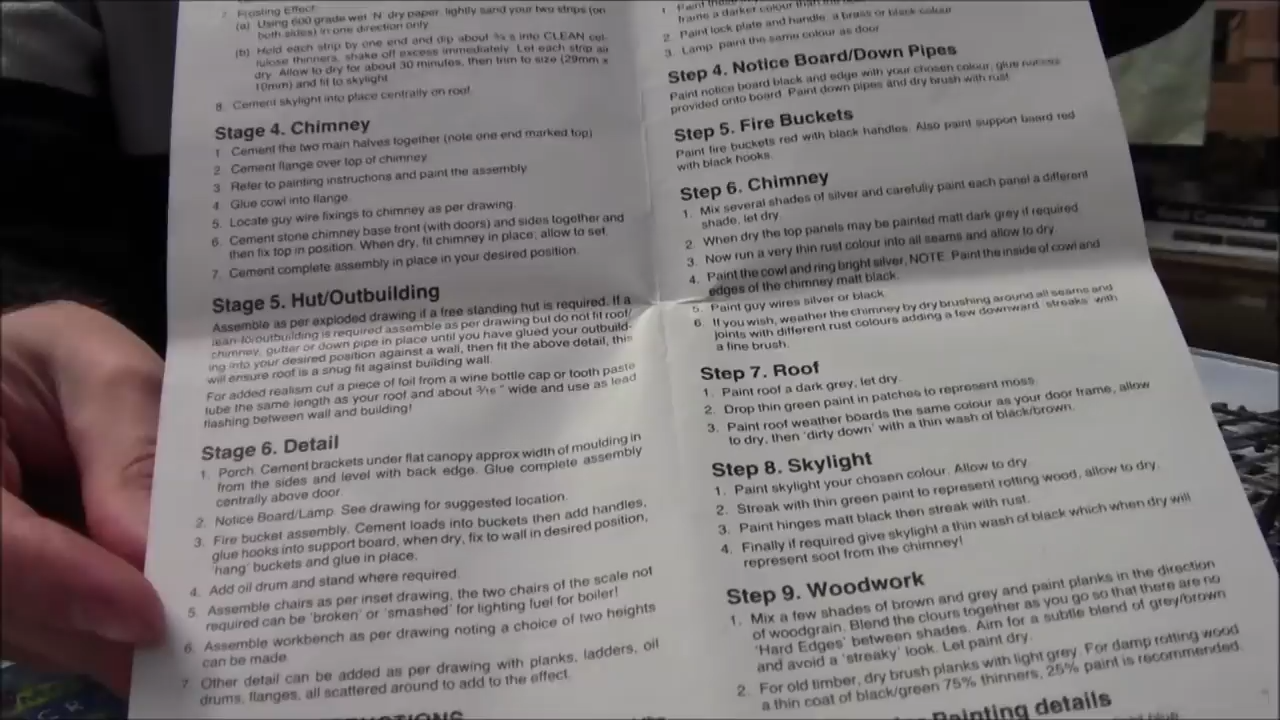 7. Frosting Effect:
(a) Using 600 grade wet 'N' dry paper, lightly sand your two strips (on
both sides) in one direction only.
(b) Hold each strip by one end and dip about ¾'s into CLEAN cel-
lulose thinners, shake off excess immediately. Let each strip air
dry. Allow to dry for about 30 minutes, then trim to size (29mm x
10mm) and fit to skylight.
8. Cement skylight into place centrally on roof.
Stage 4. Chimney
1 Cement the two main halves together (note one end marked top)
2 Cement flange over top of chimney
3 Refer to painting instructions and paint the assembly
4 Glue cowl into flange
5. Locate guy wire fixings to chimney as per drawing.
6. Cement stone chimney base front (with doors) and sides together and
then fix top in position. When dry, fit chimney in place, allow to set
7. Cement complete assembly in place in your desired position.
Stage 5. Hut/Outbuilding
Assemble as per exploded drawing if a free standing hut is required. If a
lean-to/outbuilding is required assemble as per drawing but do not fit roof/
chimney, gutter or down pipe in place until you have glued your outbuild-
ing into your desired position against a wall, then fit the above detail, this
will ensure roof is a snug fit against building wall.
For added realism cut a piece of foil from a wine bottle cap or tooth paste
tube the same length as your roof and about 3/16" wide and use as lead
flashing between wall and building!
Stage 6. Detail
1. Porch. Cement brackets under flat canopy approx width of moulding in
from the sides and level with back edge. Glue complete assembly
centrally above door.
2. Notice Board/Lamp. See drawing for suggested location.
3. Fire bucket assembly. Cement loads into buckets then add handles,
glue hooks into support board, when dry, fix to wall in desired position,
'hang' buckets and glue in place.
4. Add oil drum and stand where required.
5. Assemble chairs as per inset drawing, the two chairs of the scale not
required can be 'broken' or 'smashed' for lighting fuel for boiler!
6. Assemble workbench as per drawing noting a choice of two heights
can be made.
7. Other detail can be added as per drawing with planks, ladders, oil
drums, flanges, all scattered around to add to the effect.
1. Paint these
frame a darker colour than the
2. Paint lock plate and handle, a brass or black colour
3. Lamp, paint the same colour as door
Step 4. Notice Board/Down Pipes
Paint notice board black and edge with your chosen colour, glue notices
provided onto board. Paint down pipes and dry brush with rust.
Step 5. Fire Buckets
Paint fire buckets red with black handles. Also paint support board red
with black hooks.
Step 6. Chimney
1. Mix several shades of silver and carefully paint each panel a different
shade, let dry.
2. When dry the top panels may be painted matt dark grey if required
3. Now run a very thin rust colour into all seams and allow to dry.
4. Paint the cowl and ring bright silver, NOTE. Paint the inside of cowl and
edges of the chimney matt black.
5. Paint guy wires silver or black.
6. If you wish, weather the chimney by dry brushing around all seams and
joints with different rust colours adding a few downward 'streaks' with
a fine brush.
Step 7. Roof
1. Paint roof a dark grey, let dry.
2. Drop thin green paint in patches to represent moss.
3. Paint roof weather boards the same colour as your door frame, allow
to dry, then 'dirty down' with a thin wash of black/brown.
Step 8. Skylight
1. Paint skylight your chosen colour. Allow to dry.
2. Streak with thin green paint to represent rotting wood, allow to dry.
3. Paint hinges matt black then streak with rust.
4. Finally if required give skylight a thin wash of black which when dry will
represent soot from the chimney!
Step 9. Woodwork
1. Mix a few shades of brown and grey and paint planks in the direction
of woodgrain. Blend the clours together as you go so that there are no
'Hard Edges' between shades. Aim for a subtle blend of grey/brown
and avoid a 'streaky' look. Let paint dry.
2. For old timber, dry brush planks with light grey. For damp rotting wood
a thin coat of black/green 75% thinners, 25% paint is recommended.
Painting details